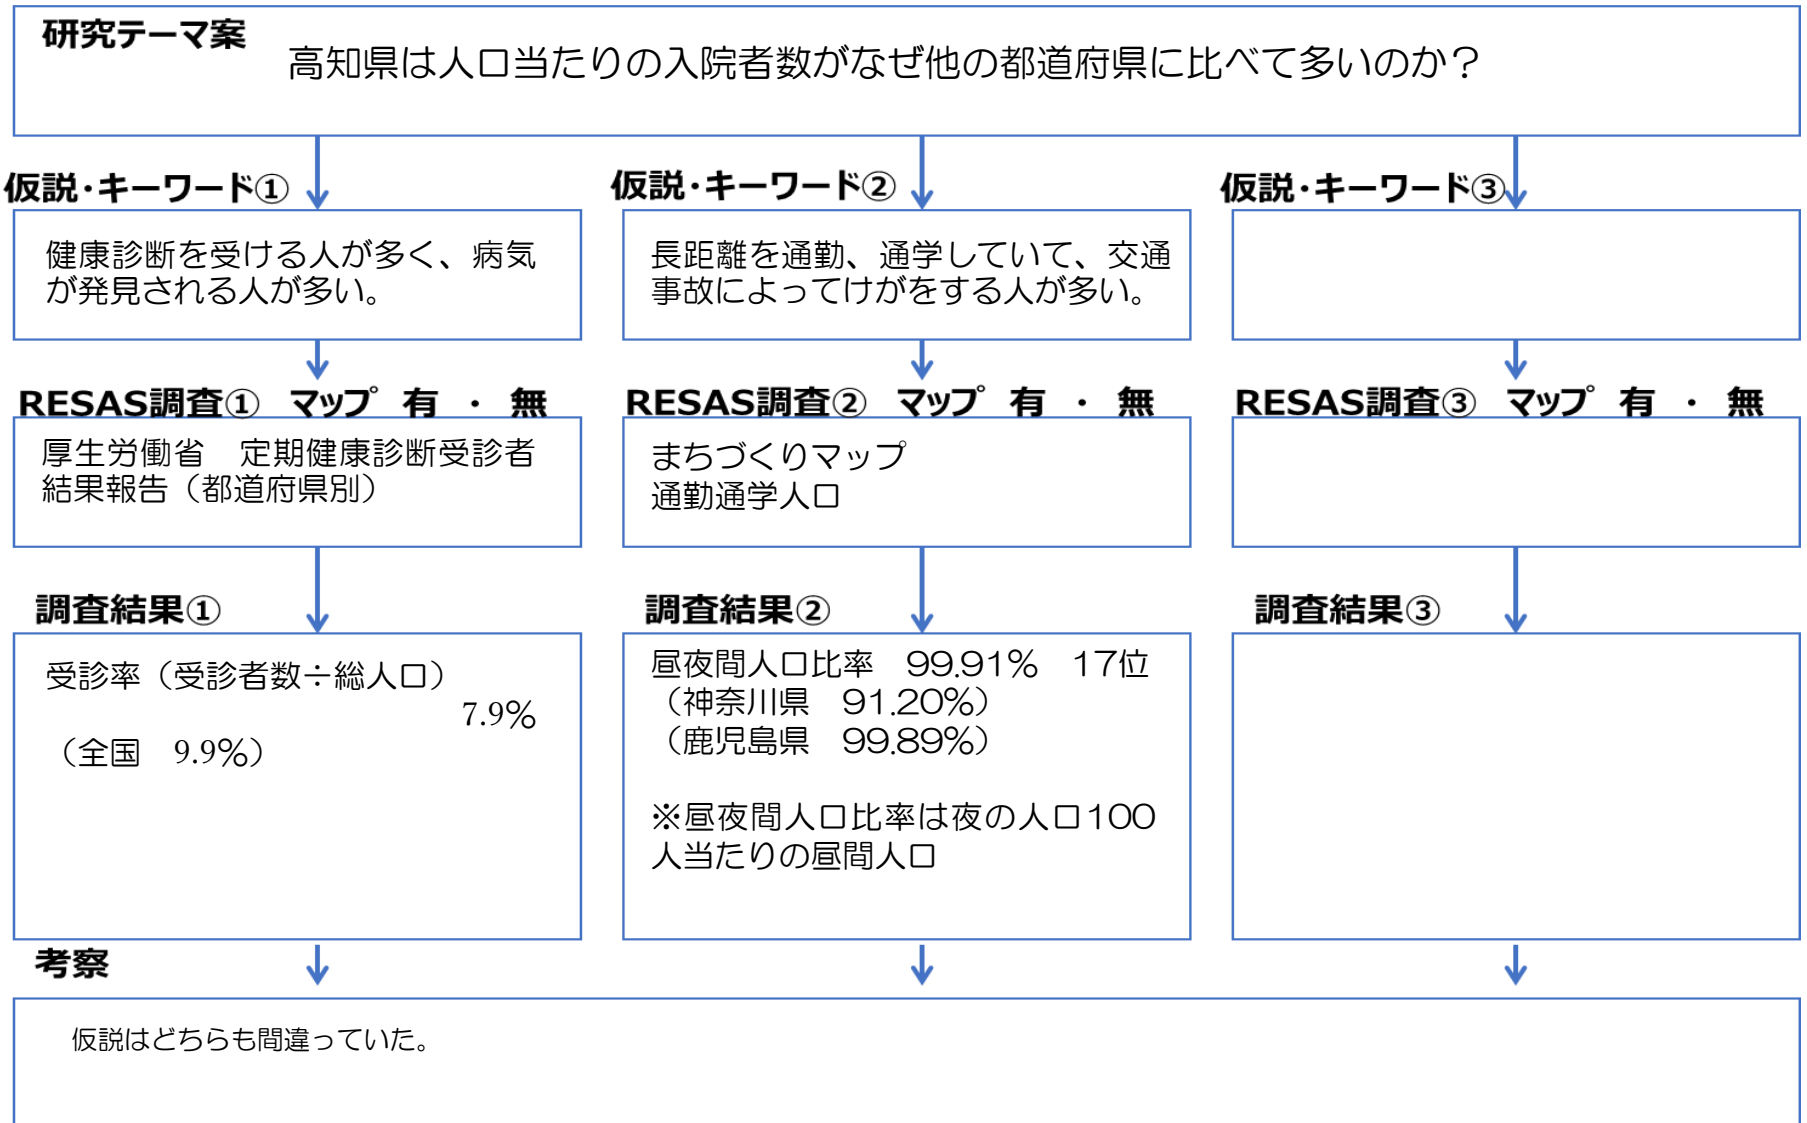 研究テーマ案
高知県は人口当たりの入院者数がなぜ他の都道府県に比べて多いのか？
仮説・キーワード①
健康診断を受ける人が多く、病気
が発見される人が多い。
RESAS調査①　マップ　有　・　無
厚生労働省　定期健康診断受診者
結果報告（都道府県別）
調査結果①
受診率（受診者数÷総人口）
7.9％
（全国　9.9％）
仮説・キーワード②
長距離を通勤、通学していて、交通
事故によってけがをする人が多い。
RESAS調査②　マップ　有　・　無
まちづくりマップ
通勤通学人口
調査結果②
昼夜間人口比率　99.91％　17位
（神奈川県　91.20％）
（鹿児島県　99.89％）
※昼夜間人口比率は夜の人口100
人当たりの昼間人口
仮説・キーワード③
RESAS調査③　マップ　有　・　無
調査結果③
考察
仮説はどちらも間違っていた。